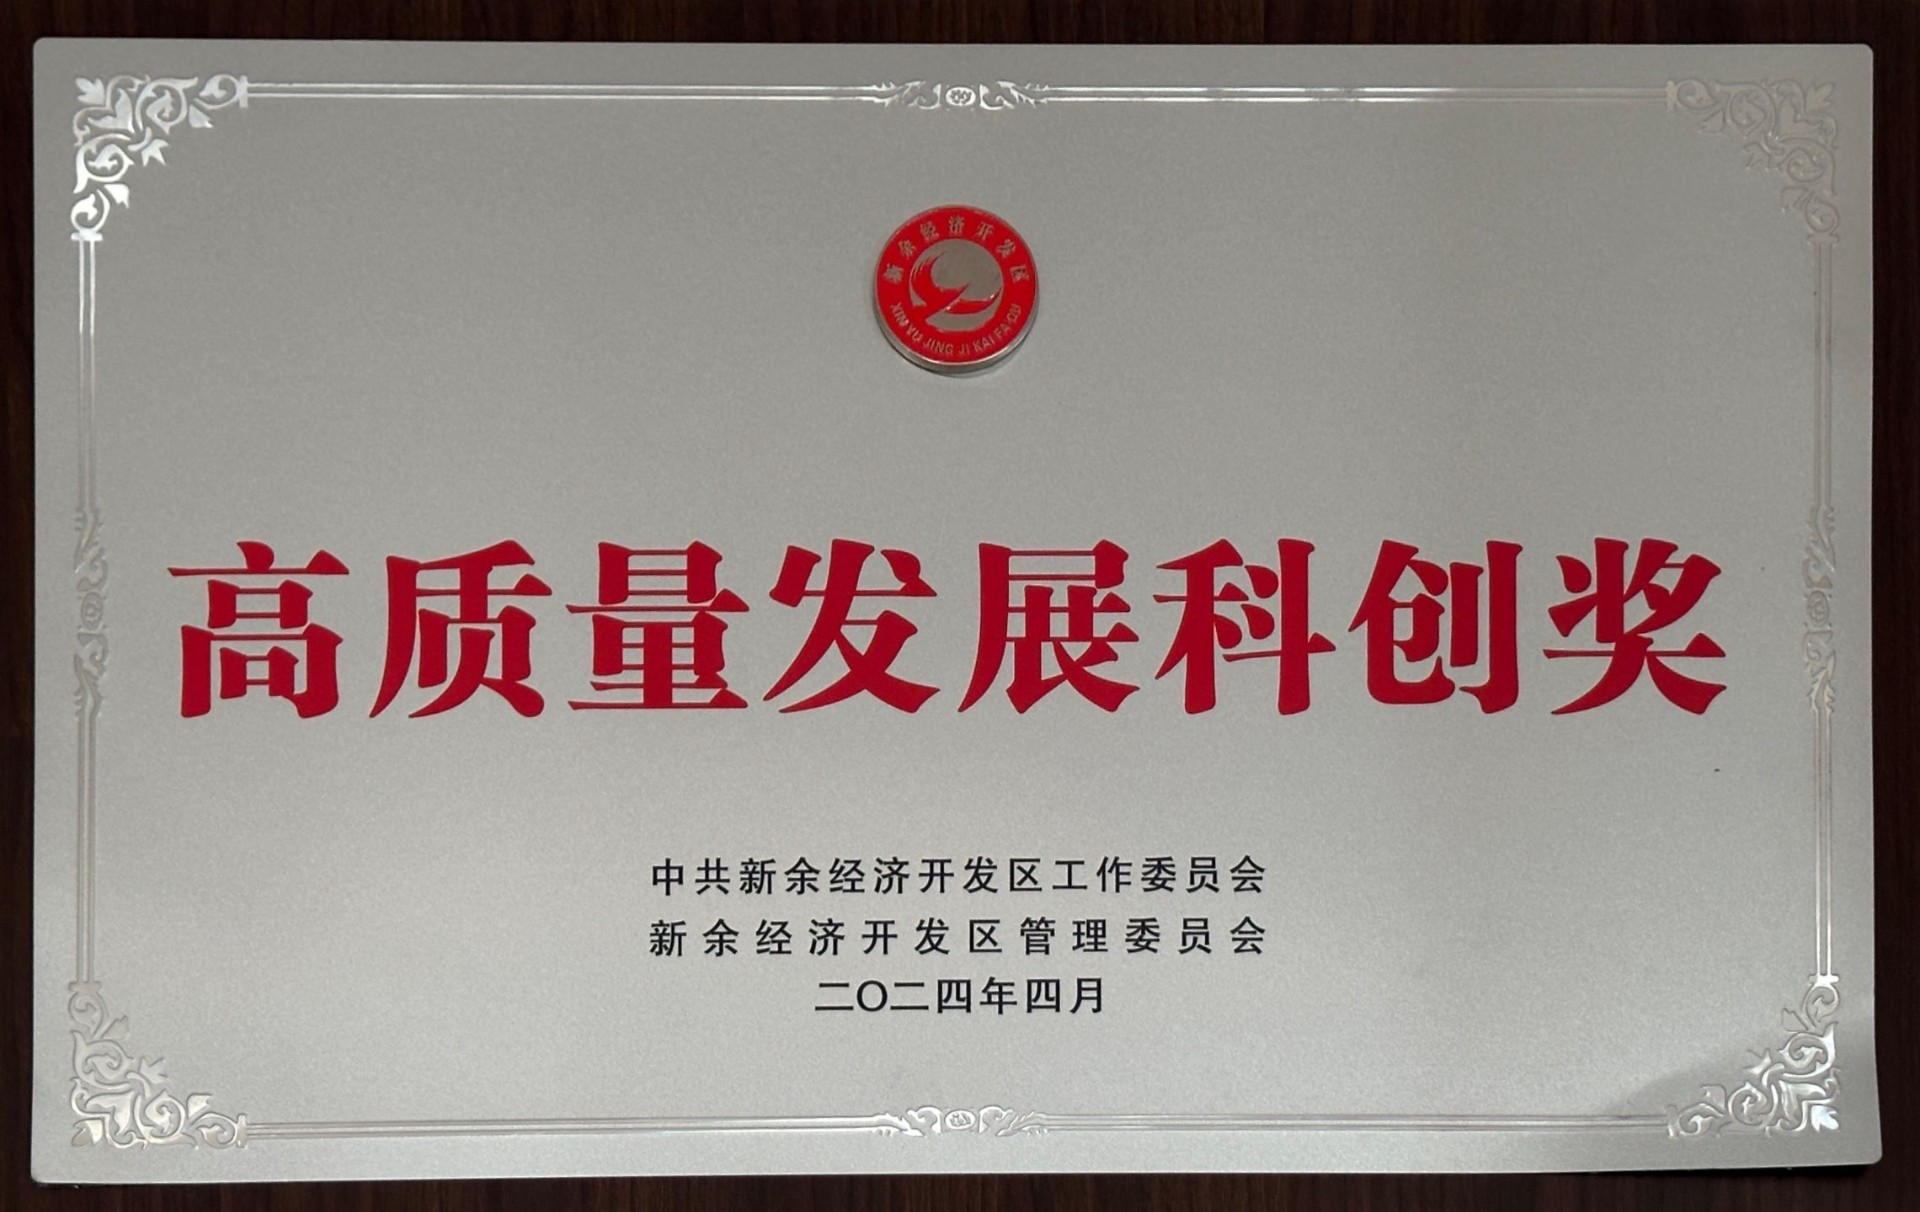 新余经济开发区
XIN YU JING JI KAI FA QU
高质量发展科创奖
中共新余经济开发区工作委员会
新余经济开发区管理委员会
二〇二四年四月